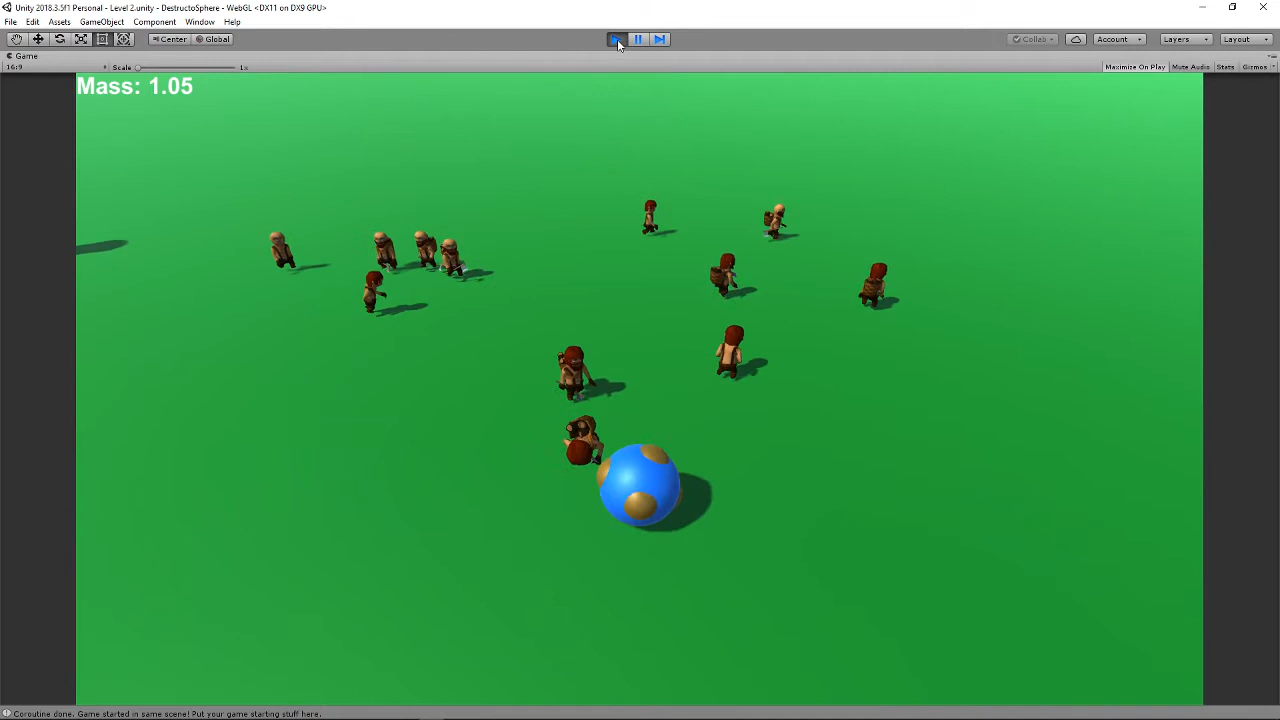 Unity 2018.3.5f1 Personal - Level 2.unity - DestructoSphere - WebGL <DX11 on DX9 GPU>
File Edit Assets GameObject Component Window Help
Center Global Collab Account Layers Layout
Game
16:9 Scale 1x Maximize On Play Mute Audio Stats Gizmos
Mass: 1.05
Coroutine done. Game started in same scene! Put your game starting stuff here.